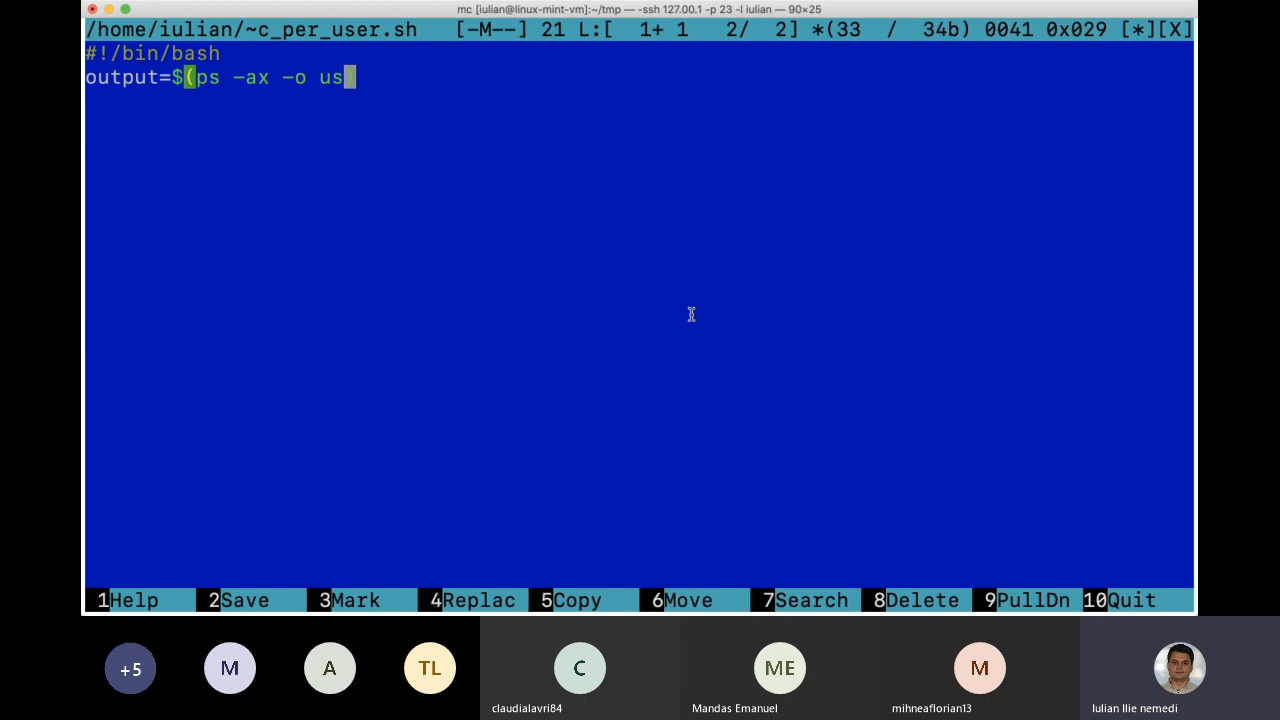 mc [iulian@linux-mint-vm]:~/tmp — -ssh 127.00.1 -p 23 -l iulian — 90×25
/home/iulian/~c_per_user.sh [-M--] 21 L:[ 1+ 1 2/ 2] *(33 / 34b) 0041 0x029 [*][X]
#!/bin/bash
output=$(ps -ax -o us)
1Help 2Save 3Mark 4Replac 5Copy 6Move 7Search 8Delete 9PullDn 10Quit
+5 M A TL C ME M
claudialavri84 Mandas Emanuel mihneaflorian13 Iulian Ilie nemedi